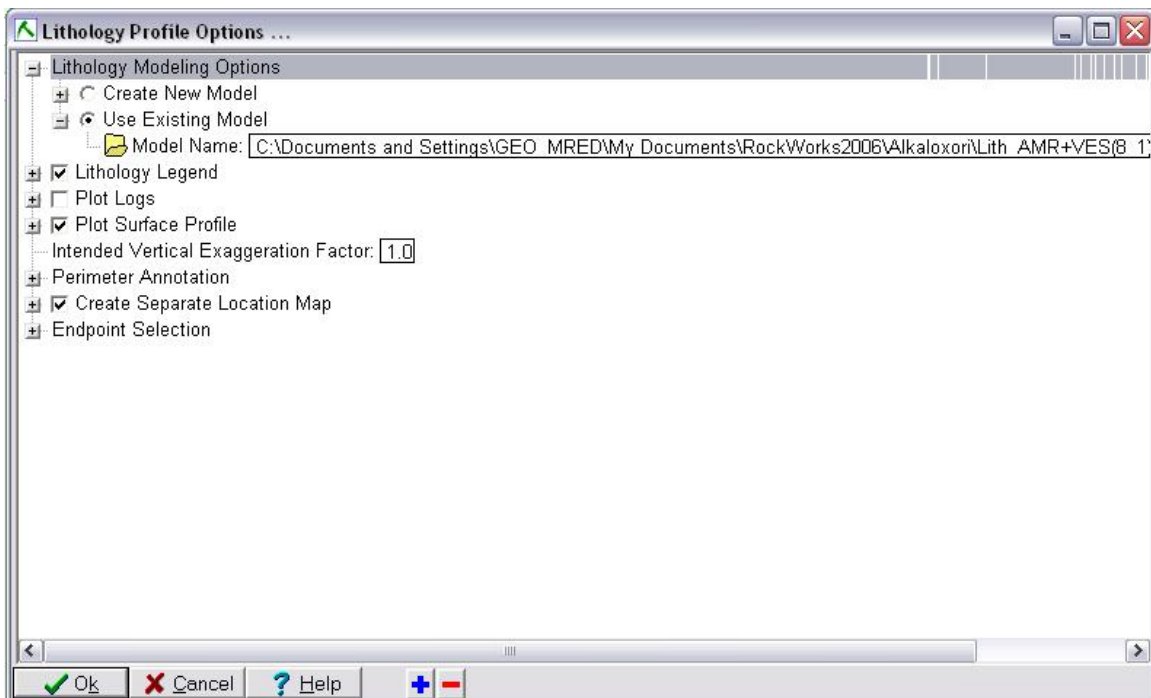 Lithology Profile Options ...
Lithology Modeling Options
Create New Model
Use Existing Model
Model Name: C:\Documents and Settings\GEO_MRED\My Documents\RockWorks2006\Alkaloxori\Lith_AMR+VES(8_1)
Lithology Legend
Plot Logs
Plot Surface Profile
Intended Vertical Exaggeration Factor: 1.0
Perimeter Annotation
Create Separate Location Map
Endpoint Selection
Ok Cancel Help